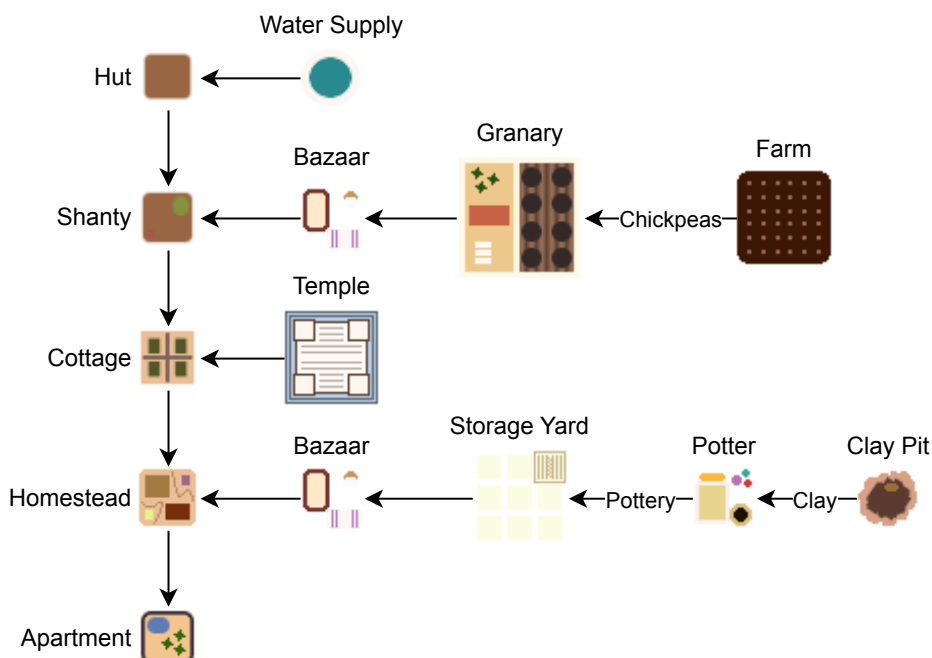 Water Supply
Hut
Granary
Bazaar
Farm
Shanty
Chickpeas
Temple
Cottage
Storage Yard
Bazaar
Potter
Clay Pit
Homestead
Pottery
Clay
Apartment